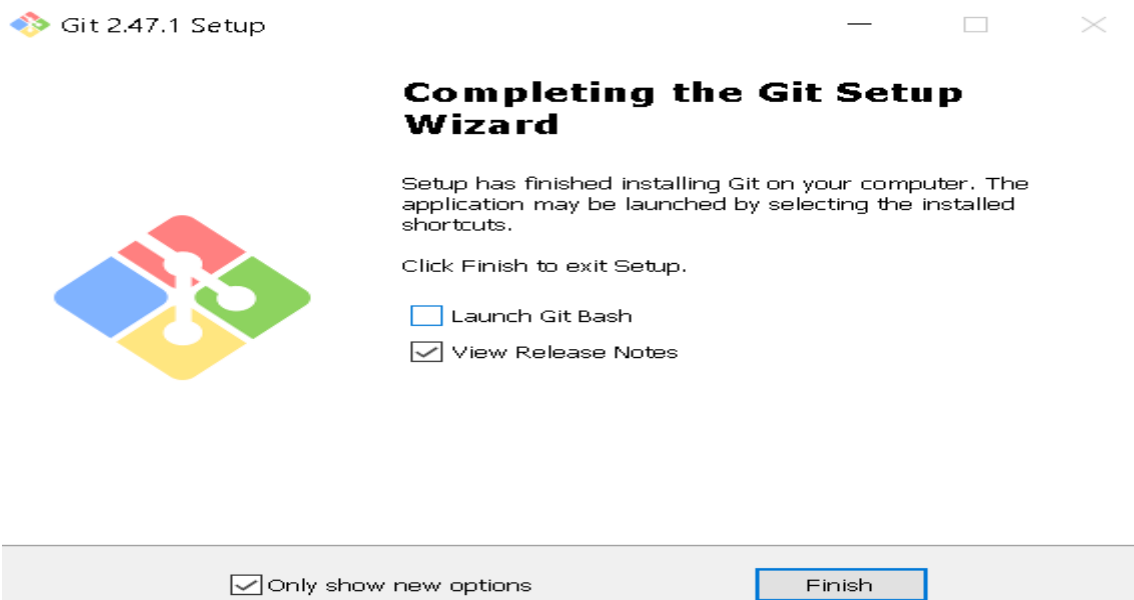 Git 2.47.1 Setup
Completing the Git Setup
Wizard
Setup has finished installing Git on your computer. The
application may be launched by selecting the installed
shortcuts.
Click Finish to exit Setup.
Launch Git Bash
View Release Notes
Only show new options
Finish